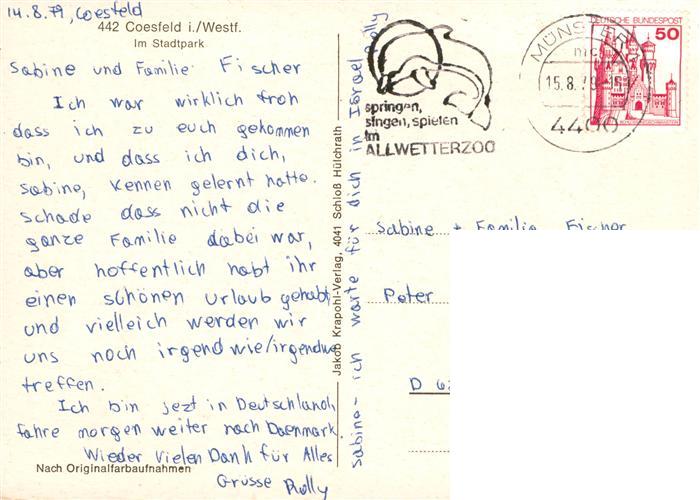 14.8.79, Coesfeld
442 Coesfeld i./Westf.
Im Stadtpark
Sabine und Familie Fischer
Ich war wirklich froh
dass ich zu euch gekommen
bin, und dass ich dich,
Sabine, kennen gelernt hatte.
Schade dass nicht die
ganze Familie dabei war,
aber hoffentlich habt ihr
einen schönen Urlaub gehabt
und vielleich werden wir
uns noch irgendwie/irgendwo
treffen.
Ich bin jezt in Deutschland,
fahre morgen weiter nach Daenmark.
Wieder Vielen Dank für Alles
Grüsse Rolly
Nach Originalfarbaufnahmen
Jakob Krapohl-Verlag, 4041 Schloß Hülchrath
Sabine - ich warte für dich in Israel Rolly
springen,
singen, spielen
im
ALLWETTERZOO
MÜNSTER
15.8.79
4400
DEUTSCHE BUNDESPOST
50
Sabine + Familie Fischer
Peter
D